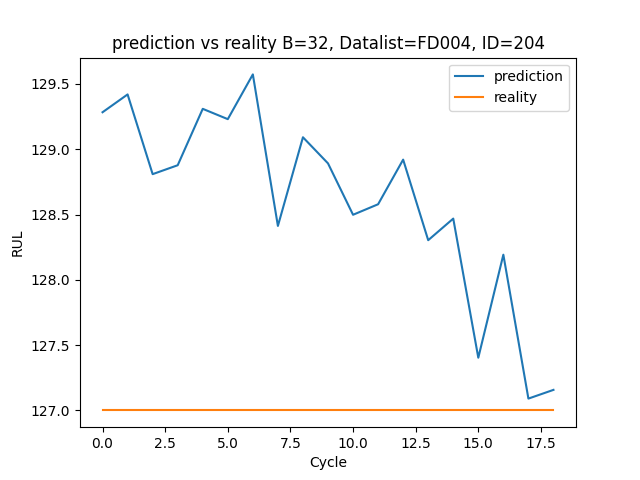 prediction vs reality B=32, Datalist=FD004, ID=204
prediction
reality
129.5
129.0
128.5
128.0
127.5
127.0
RUL
0.0 2.5 5.0 7.5 10.0 12.5 15.0 17.5
Cycle